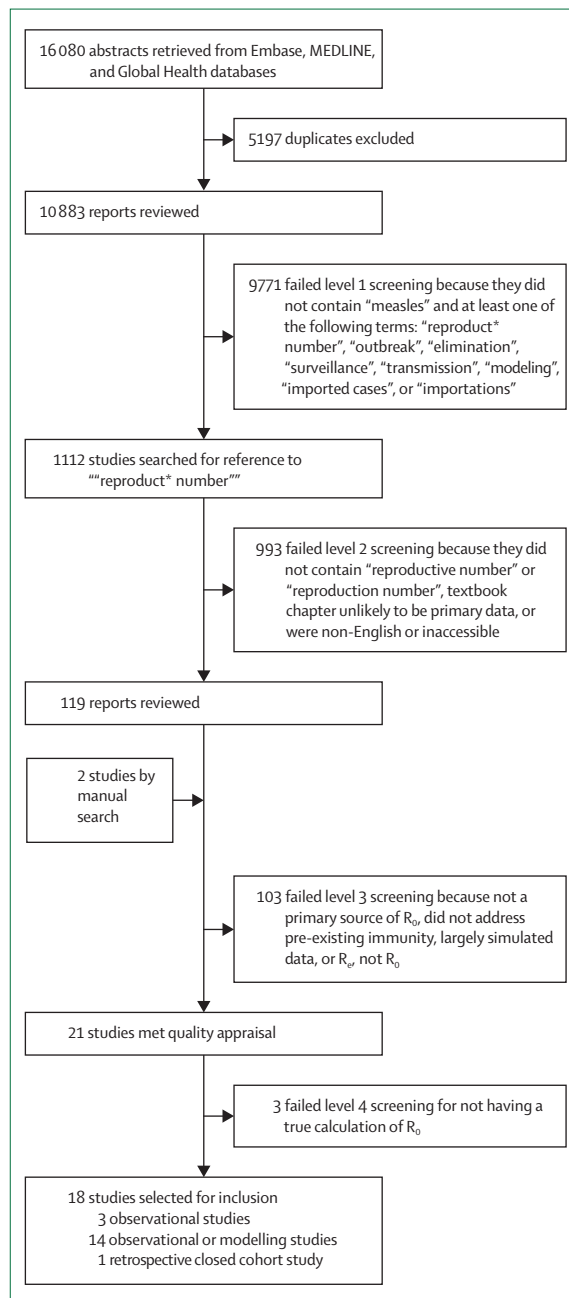 16 080 abstracts retrieved from Embase, MEDLINE,
and Global Health databases
5197 duplicates excluded
10 883 reports reviewed
9771 failed level 1 screening because they did
not contain “measles” and at least one
of the following terms: “reproduct*
number”, “outbreak”, “elimination”,
“surveillance”, “transmission”, “modeling”,
“imported cases”, or “importations”
1112 studies searched for reference to
““reproduct* number””
993 failed level 2 screening because they did
not contain “reproductive number” or
“reproduction number”, textbook
chapter unlikely to be primary data, or
were non-English or inaccessible
119 reports reviewed
2 studies by
manual
search
103 failed level 3 screening because not a
primary source of R₀, did not address
pre-existing immunity, largely simulated
data, or Rₑ, not R₀
21 studies met quality appraisal
3 failed level 4 screening for not having a
true calculation of R₀
18 studies selected for inclusion
3 observational studies
14 observational or modelling studies
1 retrospective closed cohort study